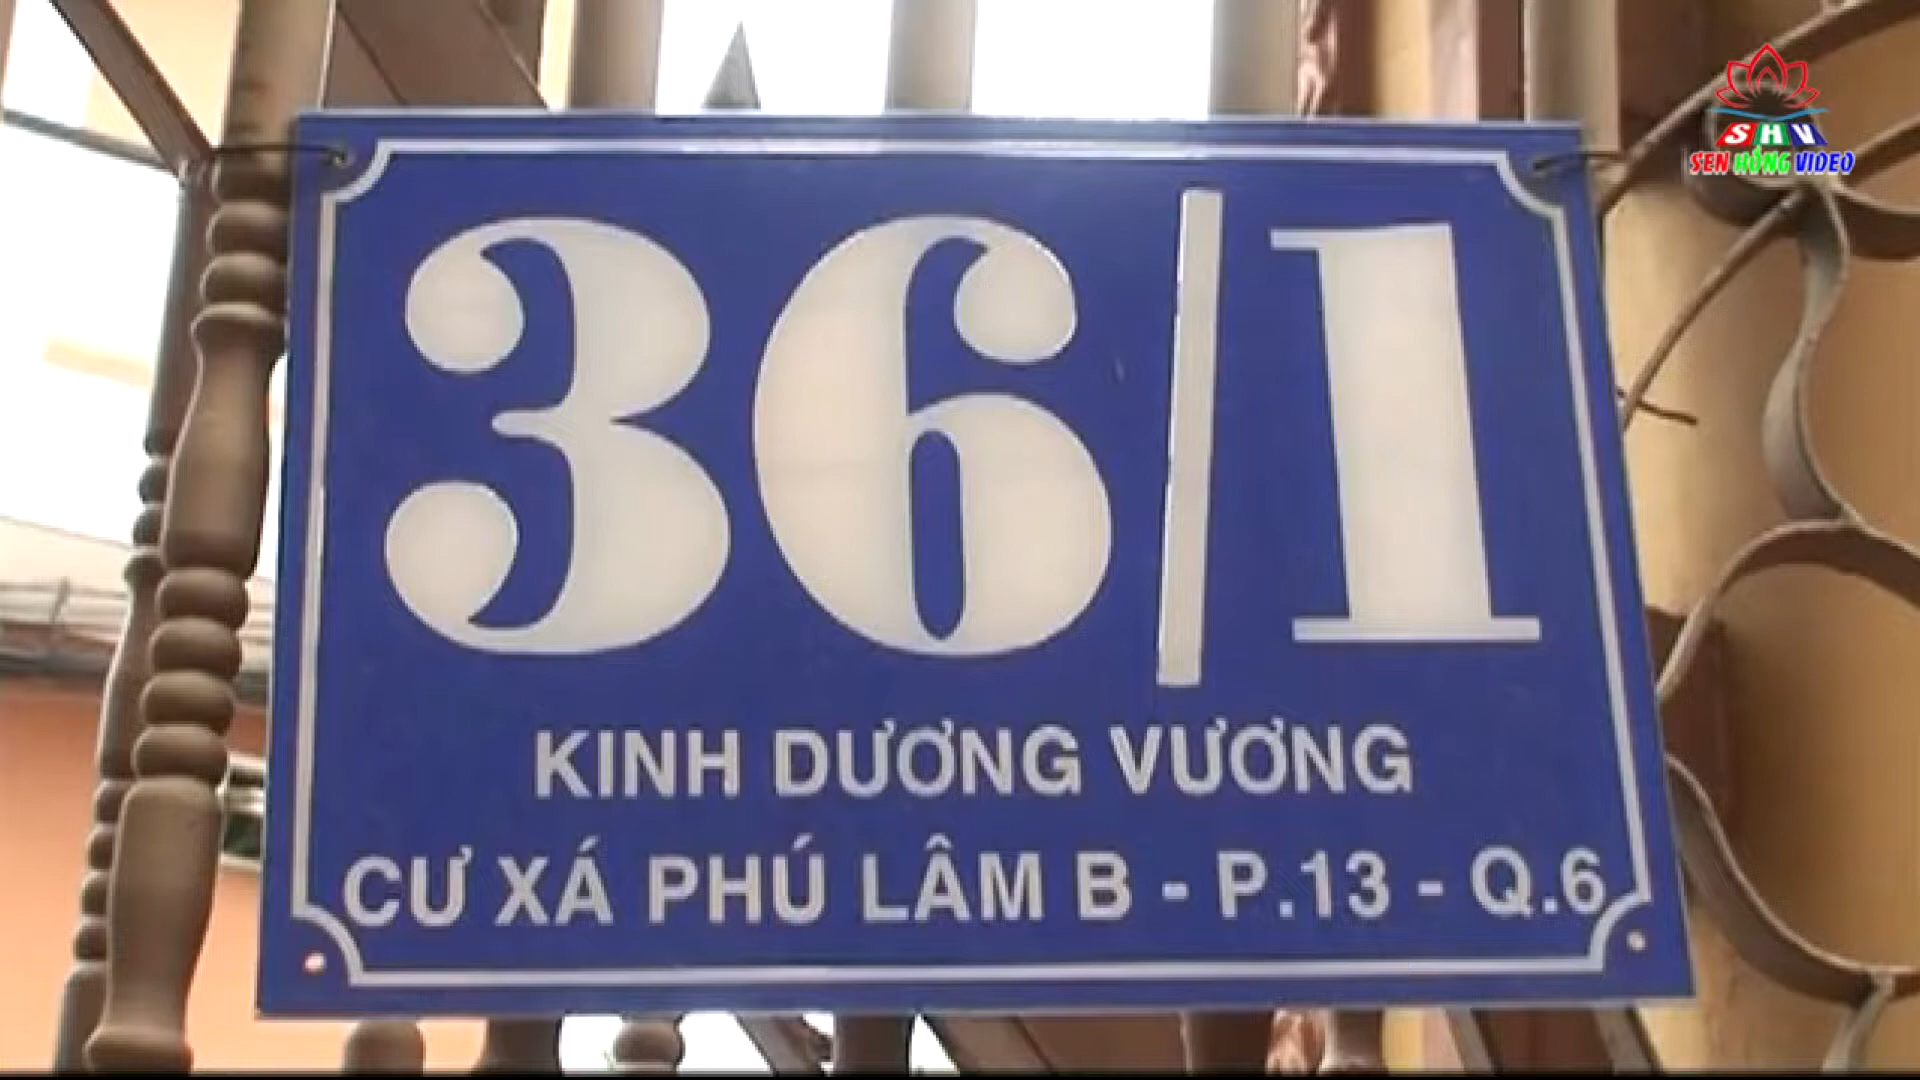 36/1
KINH DƯƠNG VƯƠNG
CƯ XÁ PHÚ LÂM B - P.13 - Q.6
SHV
SEN HỒNG VIDEO